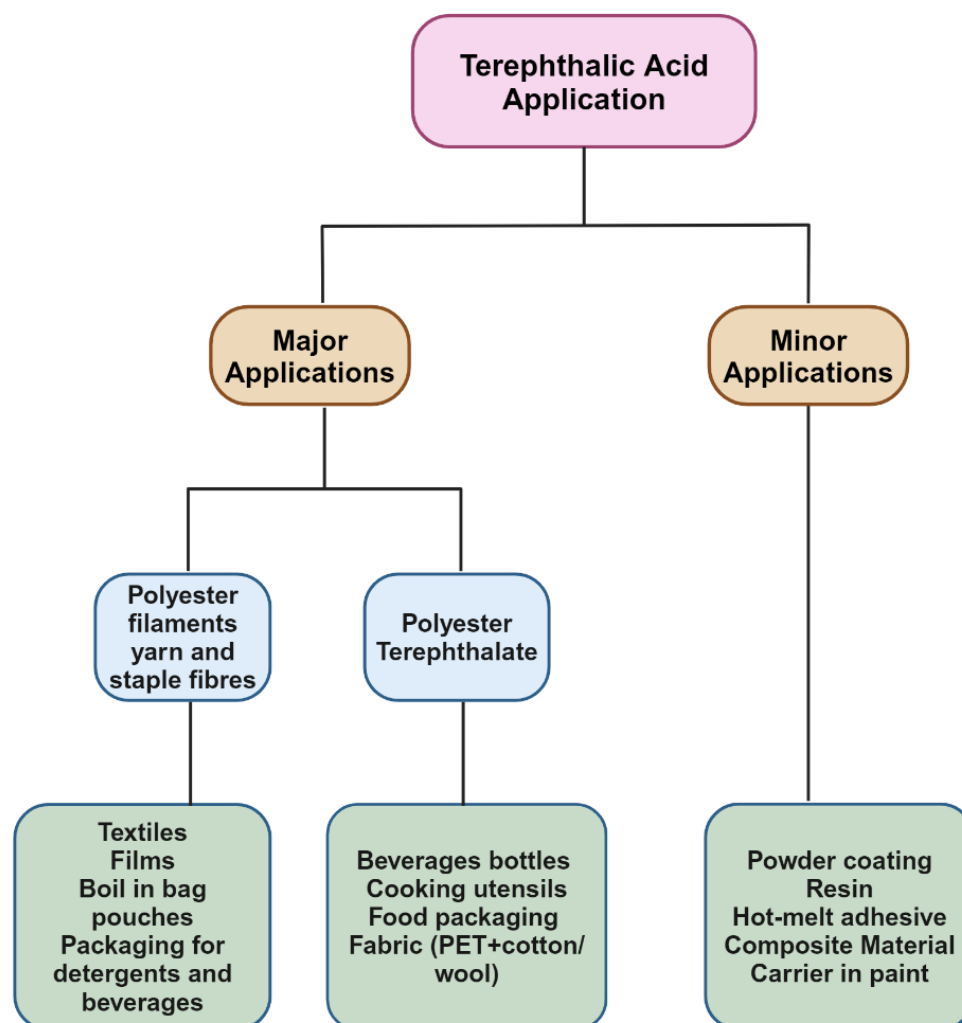 Terephthalic Acid
Application
Major
Applications
Minor
Applications
Polyester
filaments
yarn and
staple fibres
Polyester
Terephthalate
Textiles
Films
Boil in bag
pouches
Packaging for
detergents and
beverages
Beverages bottles
Cooking utensils
Food packaging
Fabric (PET+cotton/
wool)
Powder coating
Resin
Hot-melt adhesive
Composite Material
Carrier in paint